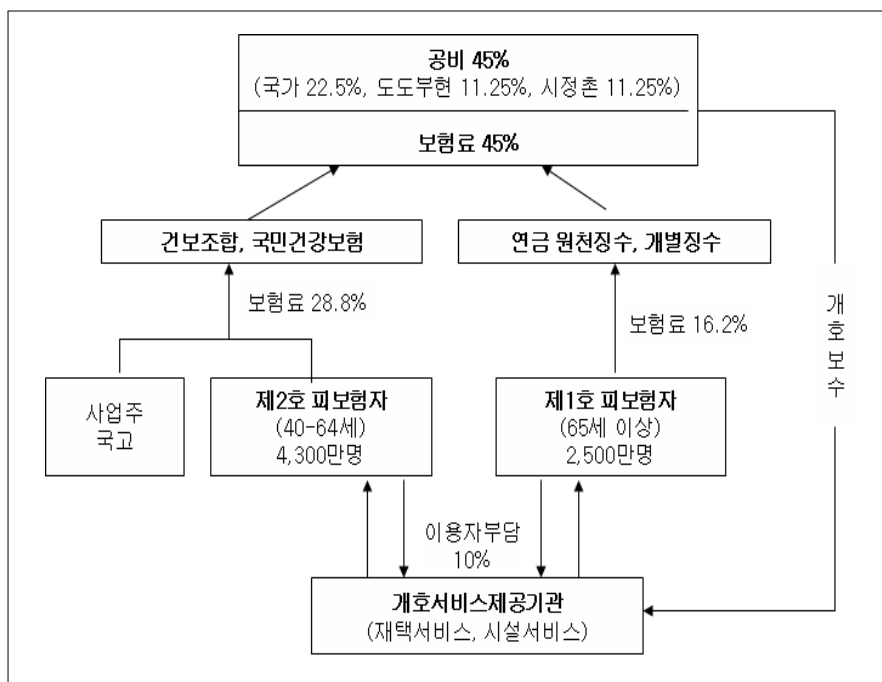 공비 45%
(국가 22.5%, 도도부현 11.25%, 시정촌 11.25%)
보험료 45%
건보조합, 국민건강보험
연금 원천징수, 개별징수
보험료 28.8%
보험료 16.2%
개호보수
사업주
국고
제2호 피보험자
(40-64세)
4,300만명
제1호 피보험자
(65세 이상)
2,500만명
이용자부담
10%
개호서비스제공기관
(재택서비스, 시설서비스)